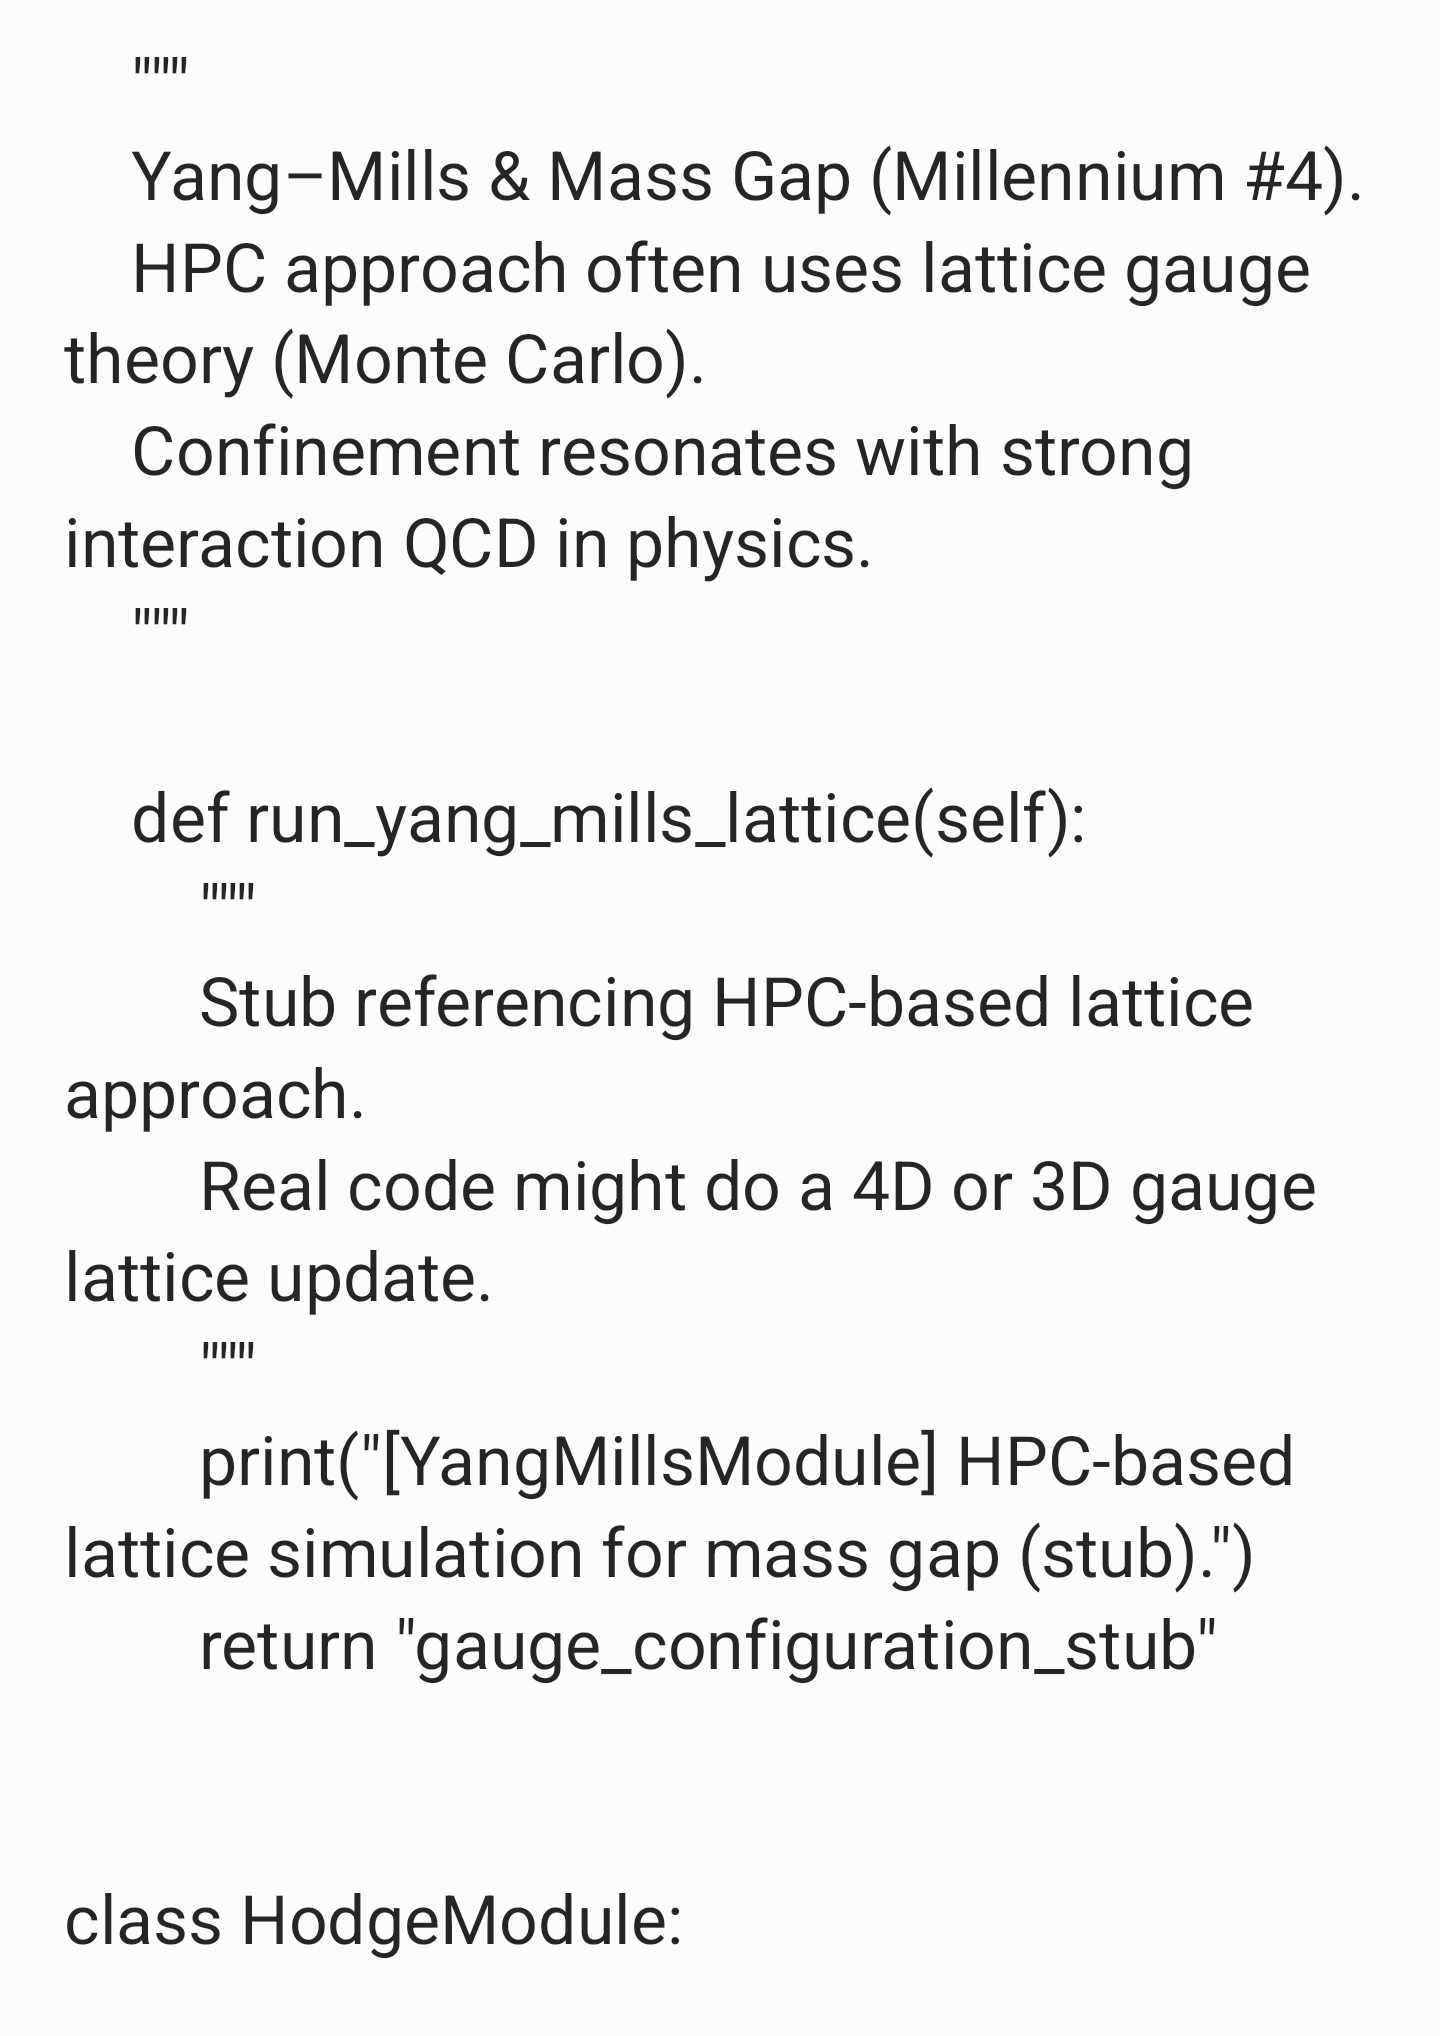 """
Yang–Mills & Mass Gap (Millennium #4).
HPC approach often uses lattice gauge
theory (Monte Carlo).
Confinement resonates with strong
interaction QCD in physics.
"""
def run_yang_mills_lattice(self):
"""
Stub referencing HPC-based lattice
approach.
Real code might do a 4D or 3D gauge
lattice update.
"""
print("[YangMillsModule] HPC-based
lattice simulation for mass gap (stub).")
return "gauge_configuration_stub"
class HodgeModule: